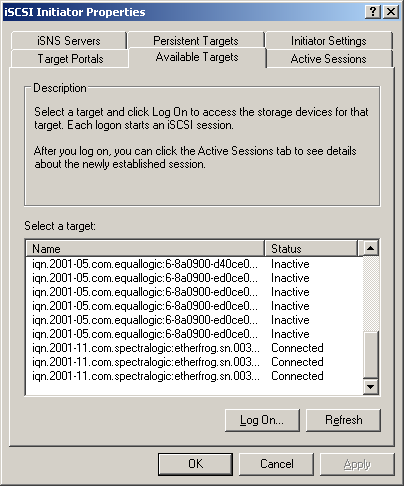 iSCSI Initiator Properties
iSNS Servers
Persistent Targets
Initiator Settings
Target Portals
Available Targets
Active Sessions
Description
Select a target and click Log On to access the storage devices for that
target. Each logon starts an iSCSI session.
After you log on, you can click the Active Sessions tab to see details
about the newly established session.
Select a target:
Name Status
iqn.2001-05.com.equallogic:6-8a0900-d40ce0... Inactive
iqn.2001-05.com.equallogic:6-8a0900-ed0ce0... Inactive
iqn.2001-05.com.equallogic:6-8a0900-ed0ce0... Inactive
iqn.2001-05.com.equallogic:6-8a0900-ed0ce0... Inactive
iqn.2001-05.com.equallogic:6-8a0900-ed0ce0... Inactive
iqn.2001-05.com.equallogic:6-8a0900-ed0ce0... Inactive
iqn.2001-11.com.spectralogic:etherfrog.sn.003... Connected
iqn.2001-11.com.spectralogic:etherfrog.sn.003... Connected
iqn.2001-11.com.spectralogic:etherfrog.sn.003... Connected
Log On...
Refresh
OK
Cancel
Apply